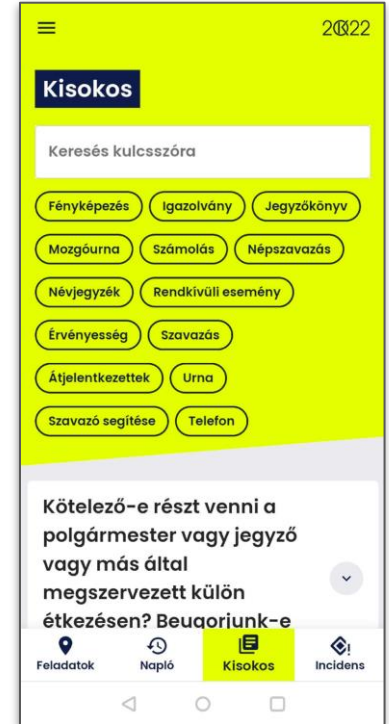 20K22
Kisokos
Keresés kulcsszóra
Fényképezés Igazolvány Jegyzőkönyv
Mozgóurna Számolás Népszavazás
Névjegyzék Rendkívüli esemény
Érvényesség Szavazás
Átjelentkezettek Urna
Szavazó segítése Telefon
Kötelező-e részt venni a
polgármester vagy jegyző
vagy más által
megszervezett külön
étkezésen? Beugorjunk-e
Feladatok Napló Kisokos Incidens